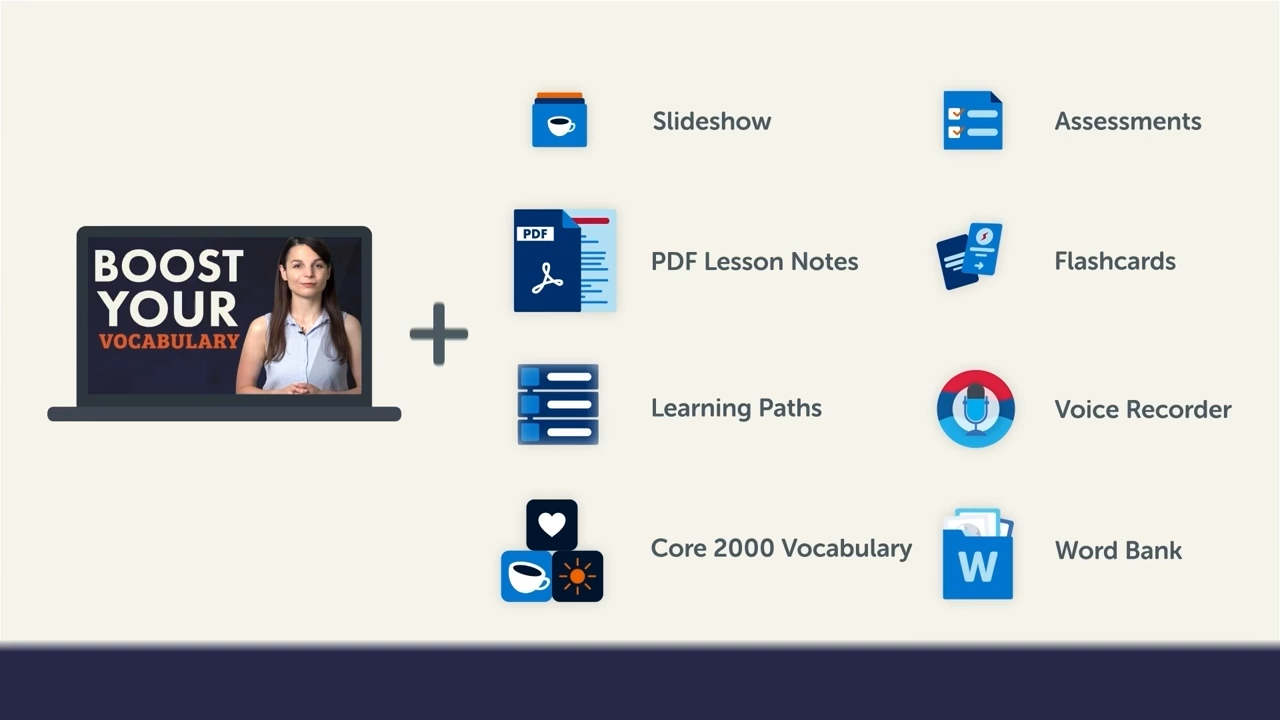 BOOST
YOUR
VOCABULARY
Slideshow
PDF
PDF Lesson Notes
Learning Paths
Core 2000 Vocabulary
Assessments
Flashcards
Voice Recorder
W
Word Bank